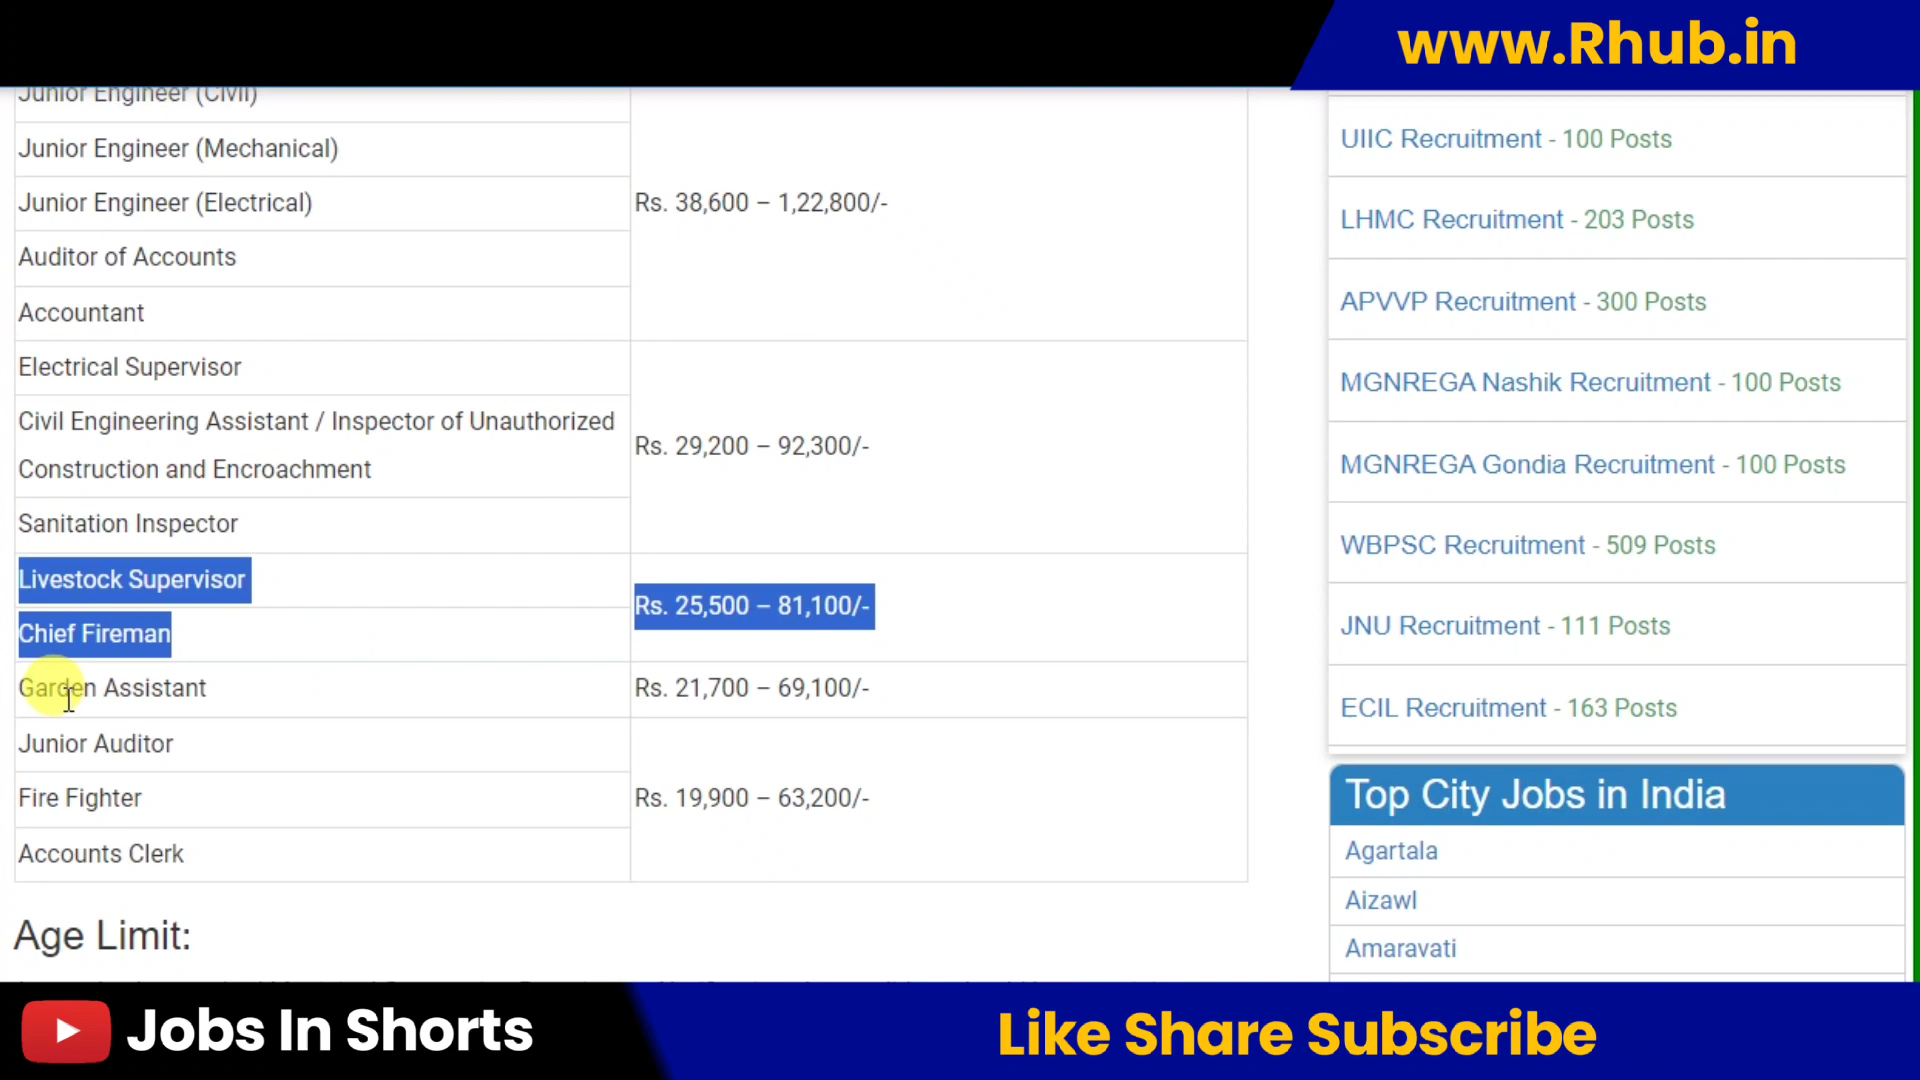 www.Rhub.in
Junior Engineer (Civil)
Junior Engineer (Mechanical)
Junior Engineer (Electrical)
Rs. 38,600 – 1,22,800/-
Auditor of Accounts
Accountant
Electrical Supervisor
Civil Engineering Assistant / Inspector of Unauthorized
Construction and Encroachment
Rs. 29,200 – 92,300/-
Sanitation Inspector
Livestock Supervisor
Rs. 25,500 – 81,100/-
Chief Fireman
Garden Assistant
Rs. 21,700 – 69,100/-
Junior Auditor
Fire Fighter
Rs. 19,900 – 63,200/-
Accounts Clerk
Age Limit:
UIIC Recruitment - 100 Posts
LHMC Recruitment - 203 Posts
APVVP Recruitment - 300 Posts
MGNREGA Nashik Recruitment - 100 Posts
MGNREGA Gondia Recruitment - 100 Posts
WBPSC Recruitment - 509 Posts
JNU Recruitment - 111 Posts
ECIL Recruitment - 163 Posts
Top City Jobs in India
Agartala
Aizawl
Amaravati
Jobs In Shorts
Like Share Subscribe